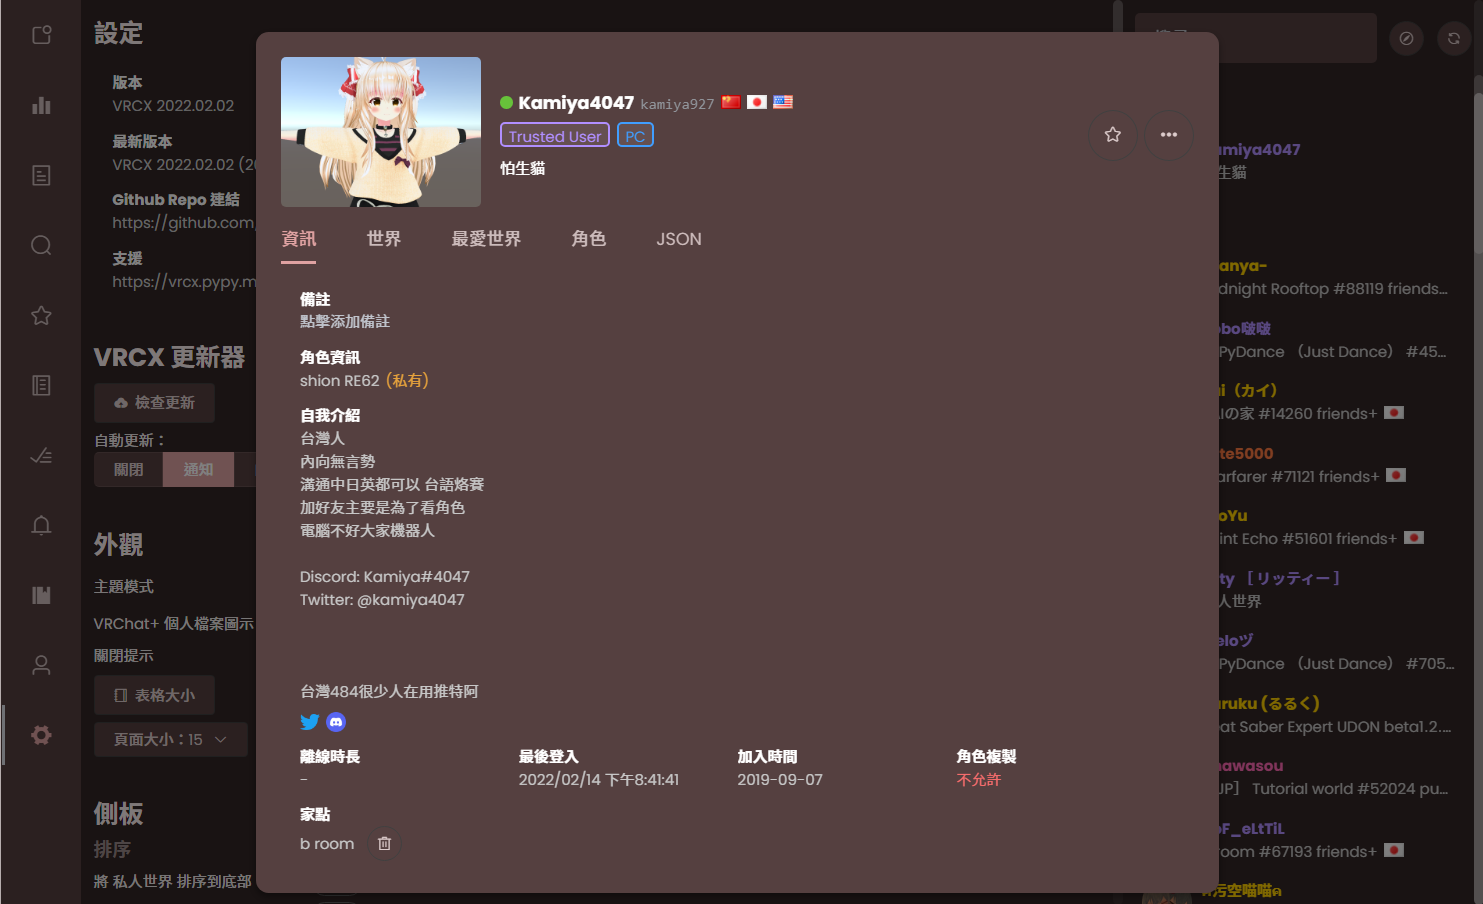 設定
版本
VRCX 2022.02.02
最新版本
VRCX 2022.02.02 (20
Github Repo 連結
https://github.com/
支援
https://vrcx.pypy.m
VRCX 更新器
檢查更新
自動更新：
關閉 通知
外觀
主題模式
VRChat+ 個人檔案圖示
關閉提示
表格大小
頁面大小：15
側板
排序
將 私人世界 排序到底部
Kamiya4047 kamiya927
Trusted User PC
怕生貓
資訊 世界 最愛世界 角色 JSON
備註
點擊添加備註
角色資訊
shion RE62 (私有)
自我介紹
台灣人
內向無言勢
溝通中日英都可以 台語烙賽
加好友主要是為了看角色
電腦不好大家機器人
Discord: Kamiya#4047
Twitter: @kamiya4047
台灣484很少人在用推特阿
離線時長 最後登入 加入時間 角色複製
- 2022/02/14 下午8:41:41 2019-09-07 不允許
家點
b room
miya4047
生貓
anya-
dnight Rooftop #88119 friends...
bo啵啵
PyDance （Just Dance） #45...
i（カイ）
Iの家 #14260 friends+
te5000
arfarer #71121 friends+
oYu
int Echo #51601 friends+
ty ［リッティー］
人世界
eloヅ
PyDance （Just Dance） #705...
uruku (るるく)
at Saber Expert UDON beta1.2....
awasou
JP］ Tutorial world #52024 pu...
oF_eLtTiL
oom #67193 friends+
污空喵喵